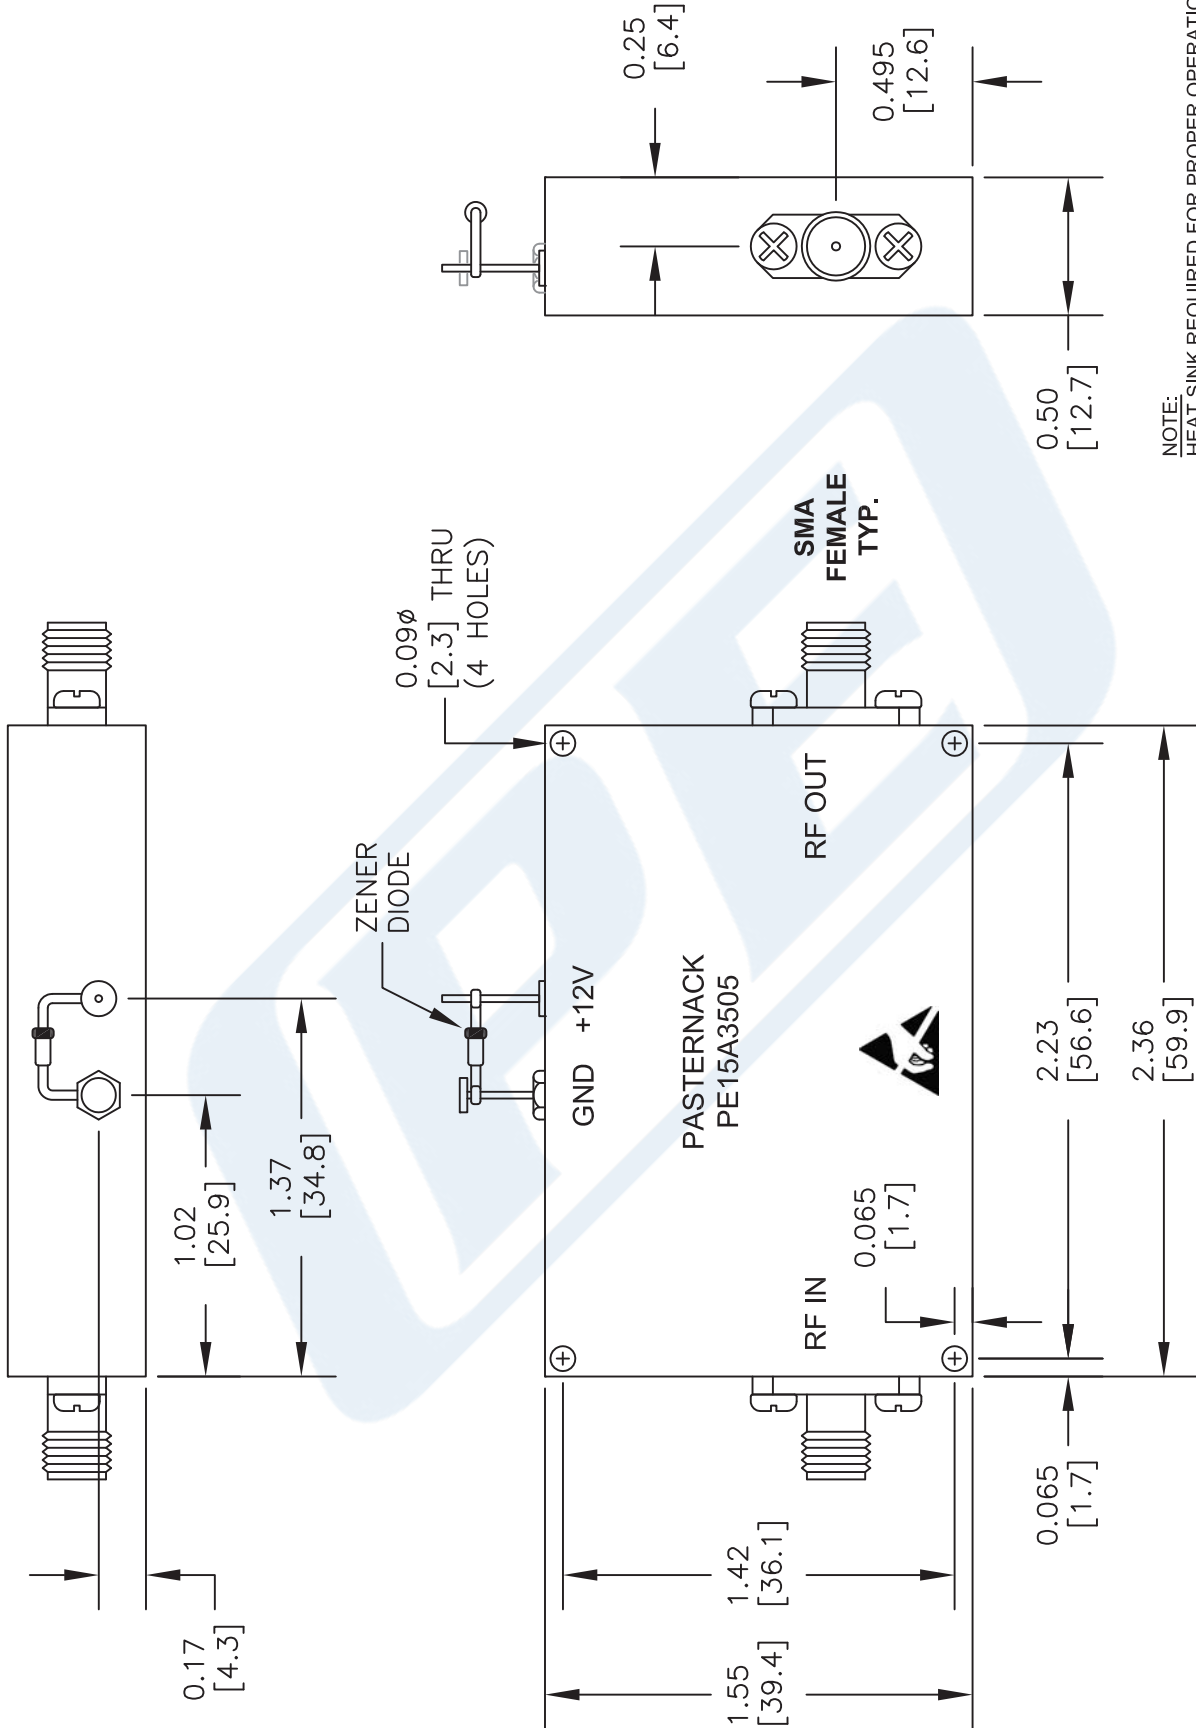 0.25
[6.4]
0.495
[12.6]
0.50
[12.7]
NOTE:
HEAT SINK REQUIRED FOR PROPER OPERATIO
0.09ø
[2.3] THRU
(4 HOLES)
SMA
FEMALE
TYP.
ZENER
DIODE
GND +12V
PASTERNACK
PE15A3505
RF OUT
RF IN
1.02
[25.9]
1.37
[34.8]
0.065
[1.7]
2.23
[56.6]
2.36
[59.9]
0.065
[1.7]
0.17
[4.3]
1.42
[36.1]
1.55
[39.4]
PE